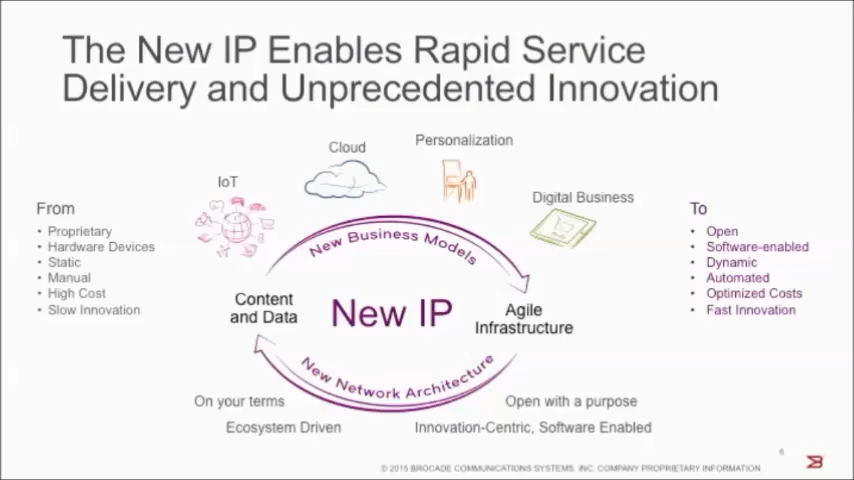 The New IP Enables Rapid Service
Delivery and Unprecedented Innovation
Personalization
Cloud
IoT
Digital Business
From
• Proprietary
• Hardware Devices
• Static
• Manual
• High Cost
• Slow Innovation
New Business Models
Content
and Data
New IP
Agile
Infrastructure
New Network Architecture
To
• Open
• Software-enabled
• Dynamic
• Automated
• Optimized Costs
• Fast Innovation
On your terms
Open with a purpose
Ecosystem Driven
Innovation-Centric, Software Enabled
6
© 2015 BROCADE COMMUNICATIONS SYSTEMS, INC. COMPANY PROPRIETARY INFORMATION